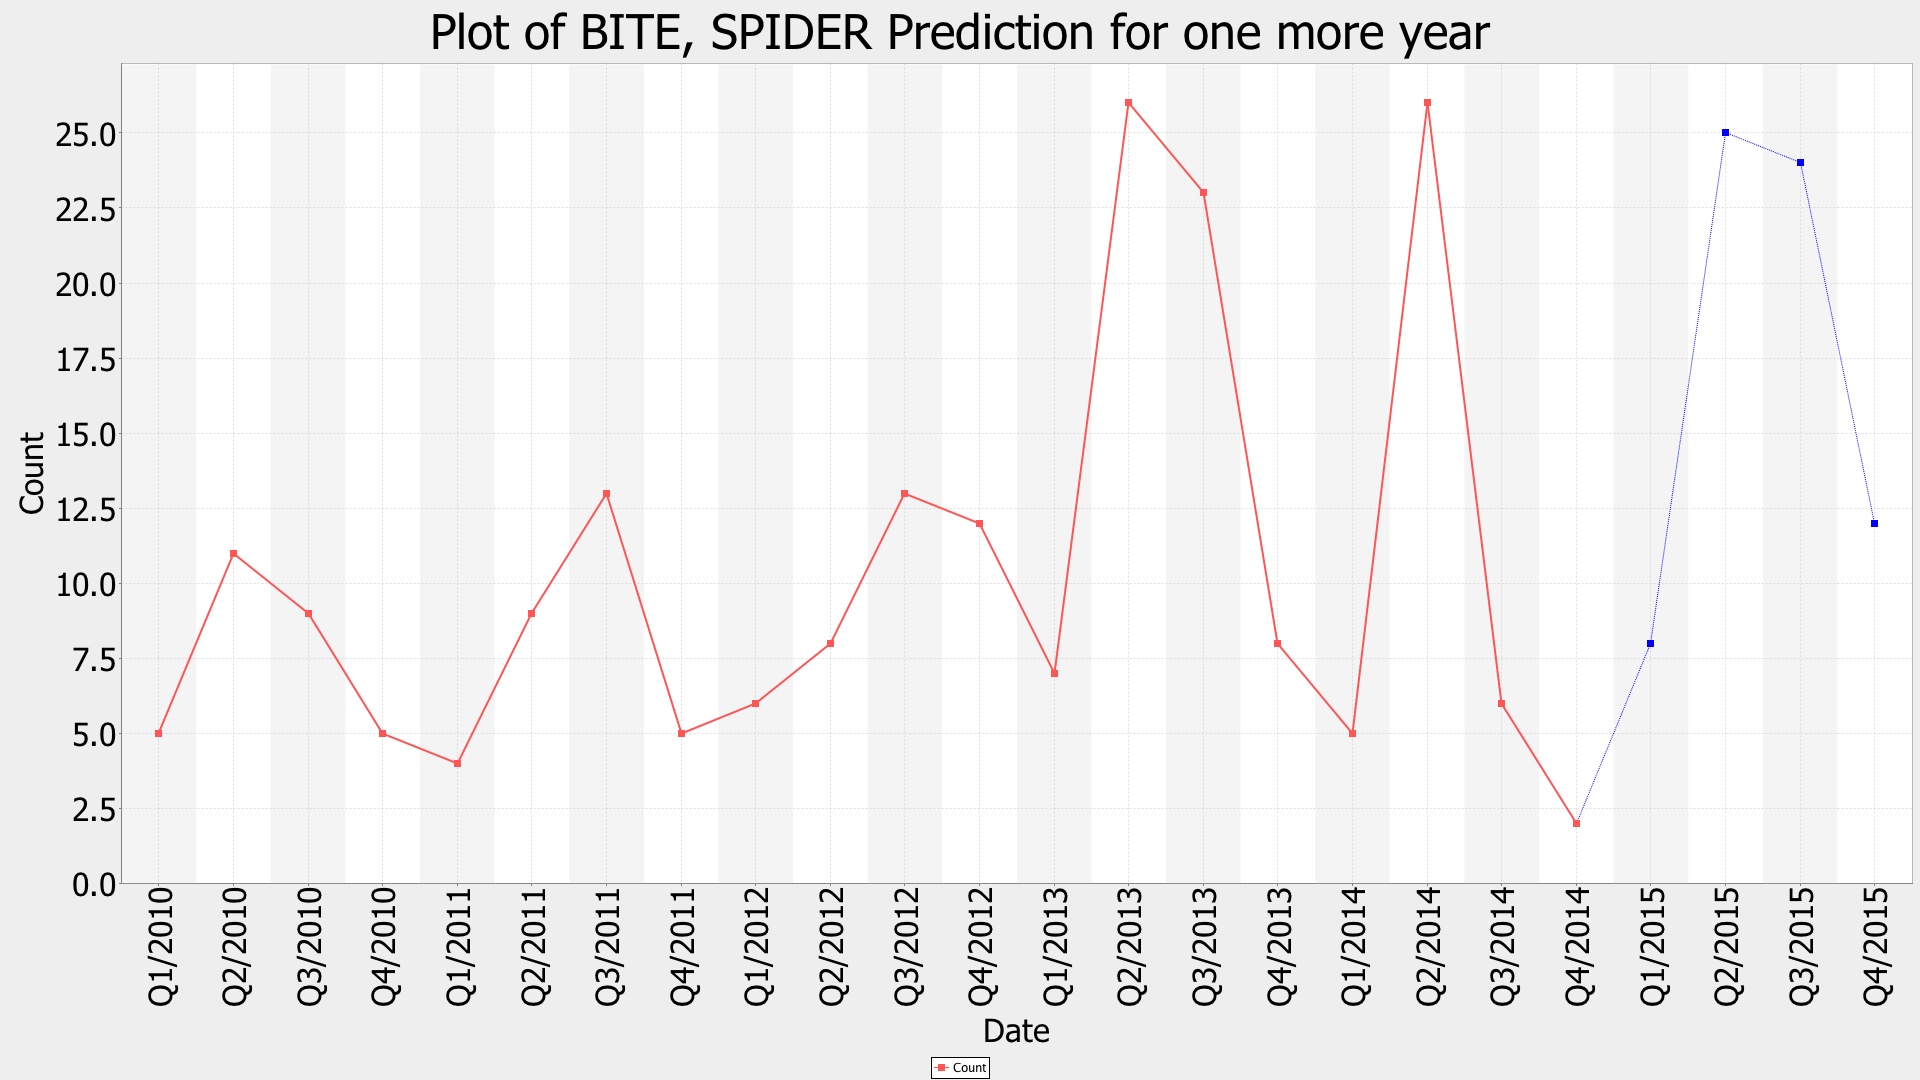 Plot of BITE, SPIDER Prediction for one more year
Count
25.0
22.5
20.0
17.5
15.0
12.5
10.0
7.5
5.0
2.5
0.0
Q1/2010
Q2/2010
Q3/2010
Q4/2010
Q1/2011
Q2/2011
Q3/2011
Q4/2011
Q1/2012
Q2/2012
Q3/2012
Q4/2012
Q1/2013
Q2/2013
Q3/2013
Q4/2013
Q1/2014
Q2/2014
Q3/2014
Q4/2014
Q1/2015
Q2/2015
Q3/2015
Q4/2015
Date
Count